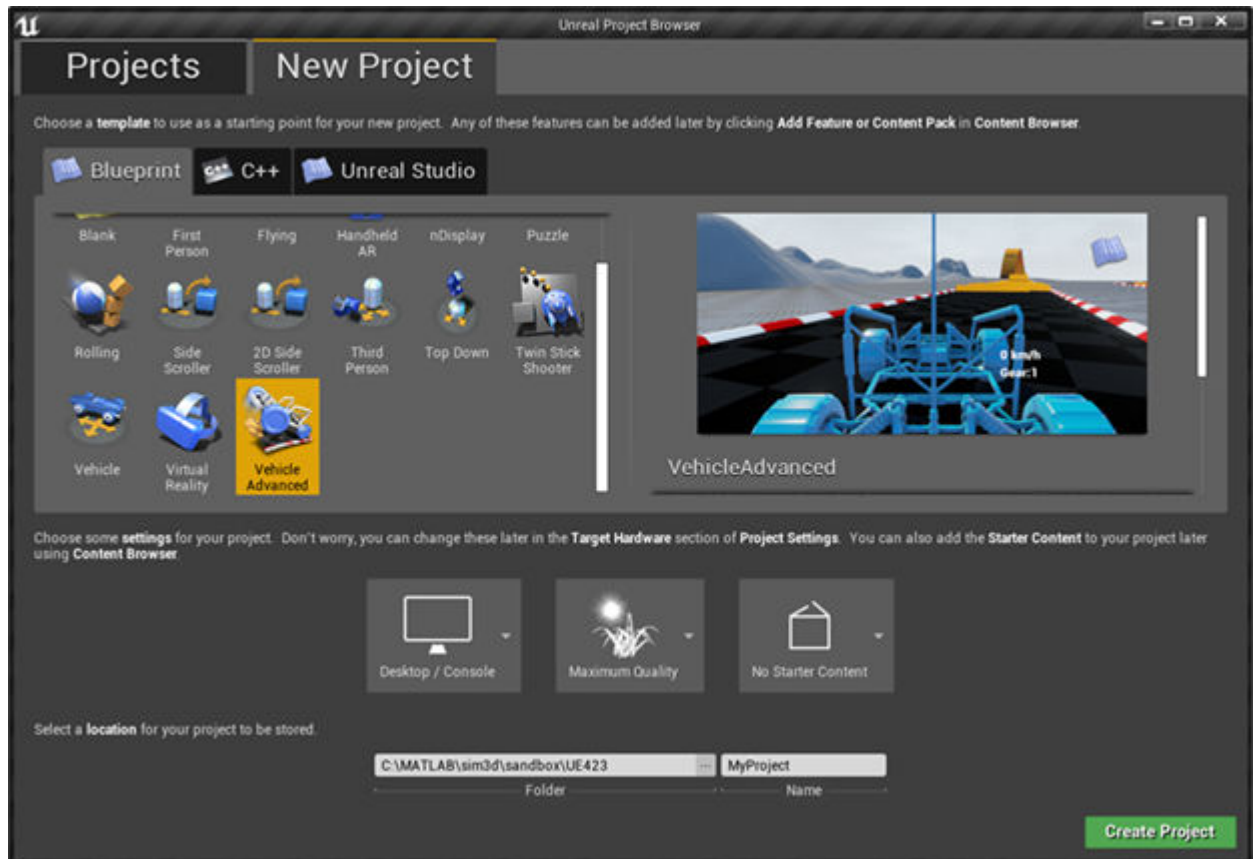 Unreal Project Browser
Projects
New Project
Choose a template to use as a starting point for your new project. Any of these features can be added later by clicking Add Feature or Content Pack in Content Browser.
Blueprint
C++
C++
Unreal Studio
Blank
First
Person
Flying
Handheld
AR
nDisplay
Puzzle
Rolling
Side
Scroller
2D Side
Scroller
Third
Person
Top Down
Twin Stick
Shooter
Vehicle
Virtual
Reality
Vehicle
Advanced
0 km/h
Gear:1
VehicleAdvanced
Choose some settings for your project. Don't worry, you can change these later in the Target Hardware section of Project Settings. You can also add the Starter Content to your project later
using Content Browser
Desktop / Console
Maximum Quality
No Starter Content
Select a location for your project to be stored.
C:\MATLAB\sim3d\sandbox\UE423
...
MyProject
Folder
Name
Create Project